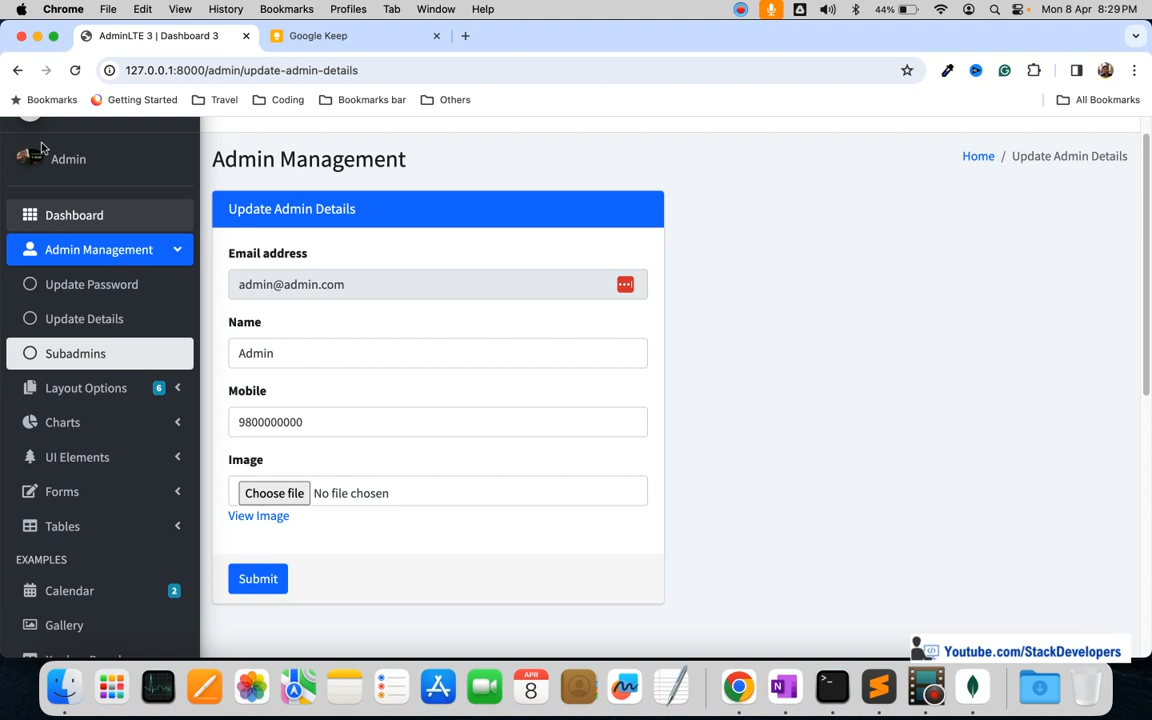 Chrome File Edit View History Bookmarks Profiles Tab Window Help 44% Mon 8 Apr 8:29 PM
AdminLTE 3 | Dashboard 3 Google Keep
127.0.0.1:8000/admin/update-admin-details
Bookmarks Getting Started Travel Coding Bookmarks bar Others All Bookmarks
Admin
Admin Management
Home / Update Admin Details
Dashboard
Admin Management
Update Password
Update Details
Subadmins
Layout Options 6
Charts
UI Elements
Forms
Tables
EXAMPLES
Calendar 2
Gallery
Update Admin Details
Email address
admin@admin.com
Name
Admin
Mobile
9800000000
Image
Choose file No file chosen
View Image
Submit
Youtube.com/StackDevelopers
APR
8